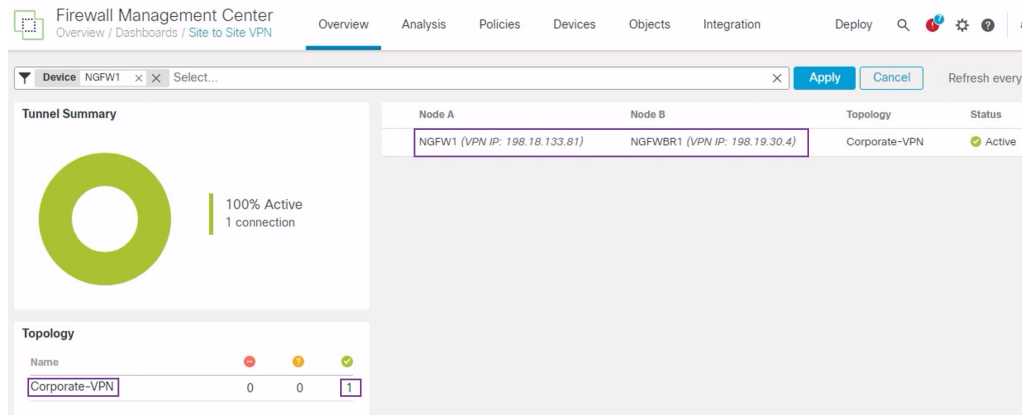 Firewall Management Center
Overview / Dashboards / Site to Site VPN
Overview Analysis Policies Devices Objects Integration Deploy 7
Device NGFW1 × × Select... × Apply Cancel Refresh every
Tunnel Summary
100% Active
1 connection
Node A Node B Topology Status
NGFW1 (VPN IP: 198.18.133.81) NGFWBR1 (VPN IP: 198.19.30.4) Corporate-VPN Active
Topology
Name
Corporate-VPN 0 0 1